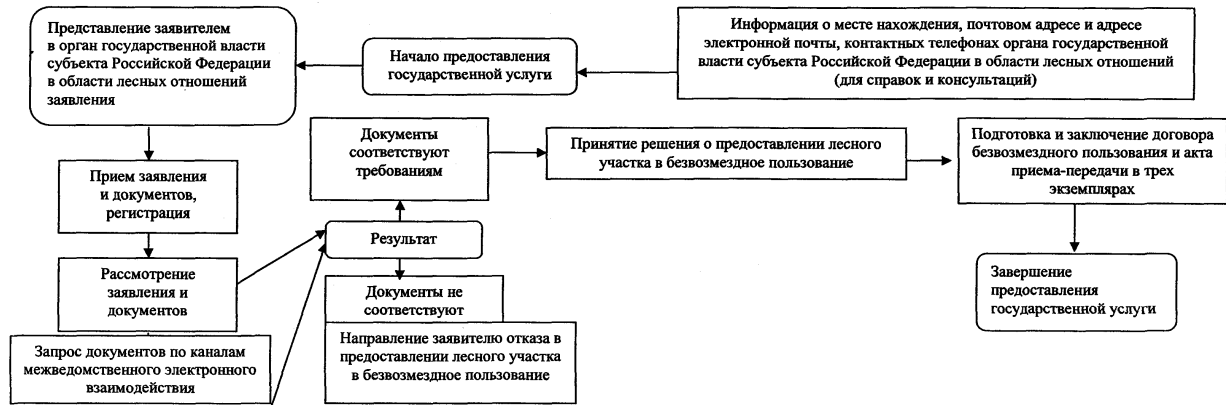 Представление заявителем
в орган государственной власти
субъекта Российской Федерации
в области лесных отношений
заявления
Начало предоставления
государственной услуги
Информация о месте нахождения, почтовом адресе и адресе
электронной почты, контактных телефонах органа государственной
власти субъекта Российской Федерации в области лесных отношений
(для справок и консультаций)
Прием заявления
и документов,
регистрация
Рассмотрение
заявления и
документов
Запрос документов по каналам
межведомственного электронного
взаимодействия
Документы
соответствуют
требованиям
Результат
Документы не
соответствуют
Направление заявителю отказа в
предоставлении лесного участка
в безвозмездное пользование
Принятие решения о предоставлении лесного
участка в безвозмездное пользование
Подготовка и заключение договора
безвозмездного пользования и акта
приема-передачи в трех
экземплярах
Завершение
предоставления
государственной услуги